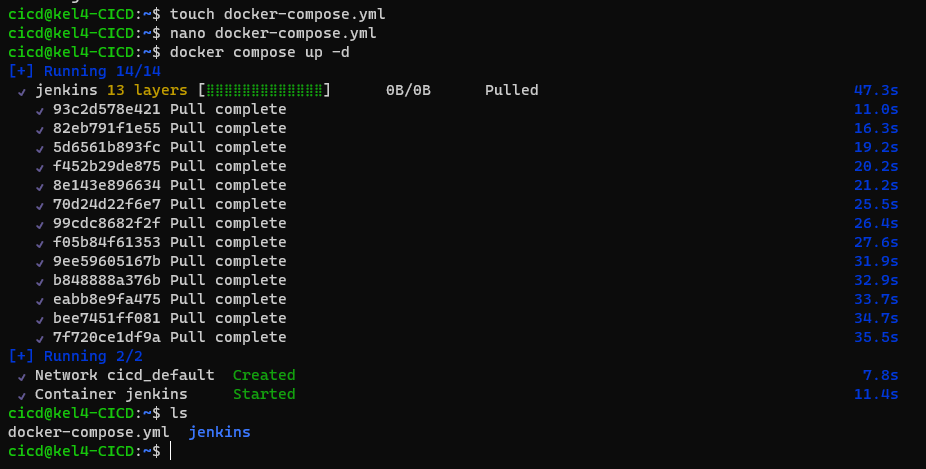 cicd@kel4-CICD:~$ touch docker-compose.yml
cicd@kel4-CICD:~$ nano docker-compose.yml
cicd@kel4-CICD:~$ docker compose up -d
[+] Running 14/14
✓ jenkins 13 layers [⣿⣿⣿⣿⣿⣿⣿⣿⣿⣿⣿⣿⣿] 0B/0B Pulled 47.3s
✓ 93c2d578e421 Pull complete 11.0s
✓ 82eb791f1e55 Pull complete 16.3s
✓ 5d6561b893fc Pull complete 19.2s
✓ f452b29de875 Pull complete 20.2s
✓ 8e143e896634 Pull complete 21.2s
✓ 70d24d22f6e7 Pull complete 25.5s
✓ 99cdc8682f2f Pull complete 26.4s
✓ f05b84f61353 Pull complete 27.6s
✓ 9ee59605167b Pull complete 31.9s
✓ b848888a376b Pull complete 32.9s
✓ eabb8e9fa475 Pull complete 33.7s
✓ bee7451ff081 Pull complete 34.7s
✓ 7f720ce1df9a Pull complete 35.5s
[+] Running 2/2
✓ Network cicd_default Created 7.8s
✓ Container jenkins Started 11.4s
cicd@kel4-CICD:~$ ls
docker-compose.yml jenkins
cicd@kel4-CICD:~$